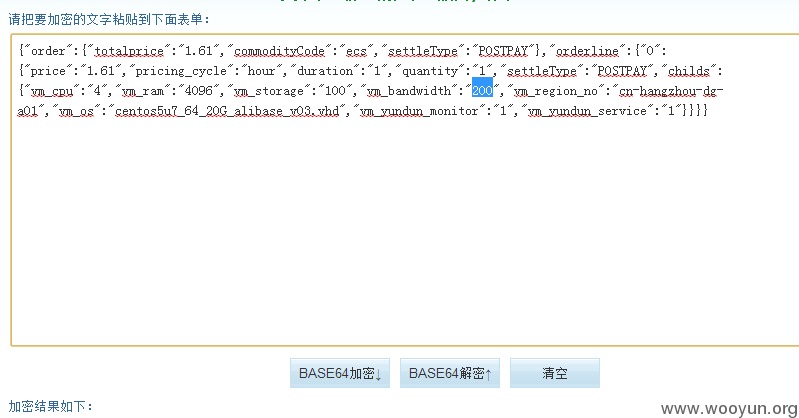 请把要加密的文字粘贴到下面表单：
{"order":{"totalprice":"1.61","commodityCode":"ecs","settleType":"POSTPAY"},"orderline":{"0":
{"price":"1.61","pricing_cycle":"hour","duration":"1","quantity":"1","settleType":"POSTPAY","childs":
{"vm_cpu":"4","vm_ram":"4096","vm_storage":"100","vm_bandwidth":"200","vm_region_no":"cn-hangzhou-dg-
a01","vm_os":"centos5u7_64_20G_alibase_v03.vhd","vm_yundun_monitor":"1","vm_yundun_service":"1"}}}}
BASE64加密↓ BASE64解密↑ 清空
加密结果如下：
www.wooyun.org